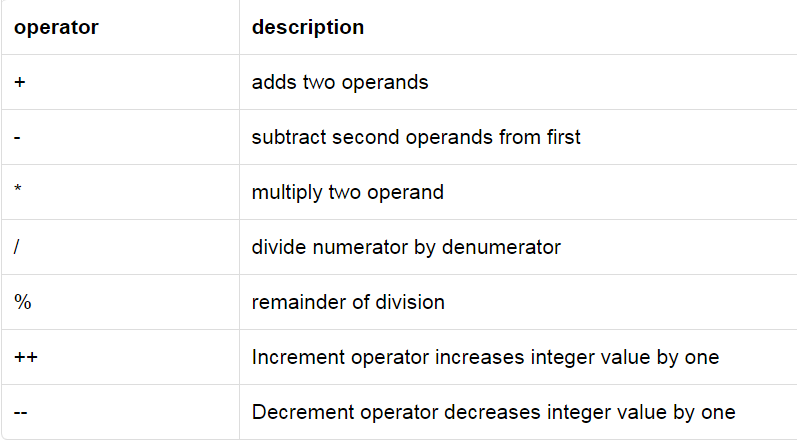 operator description
+ adds two operands
- subtract second operands from first
* multiply two operand
/ divide numerator by denumerator
% remainder of division
++ Increment operator increases integer value by one
-- Decrement operator decreases integer value by one